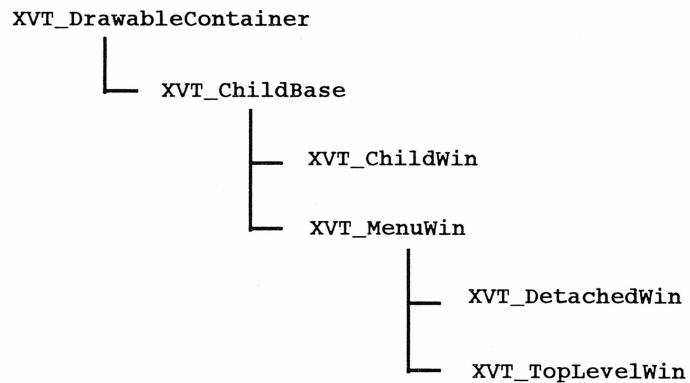 XVT_DrawableContainer
XVT_ChildBase
XVT_ChildWin
XVT_MenuWin
XVT_DetachedWin
XVT_TopLevelWin